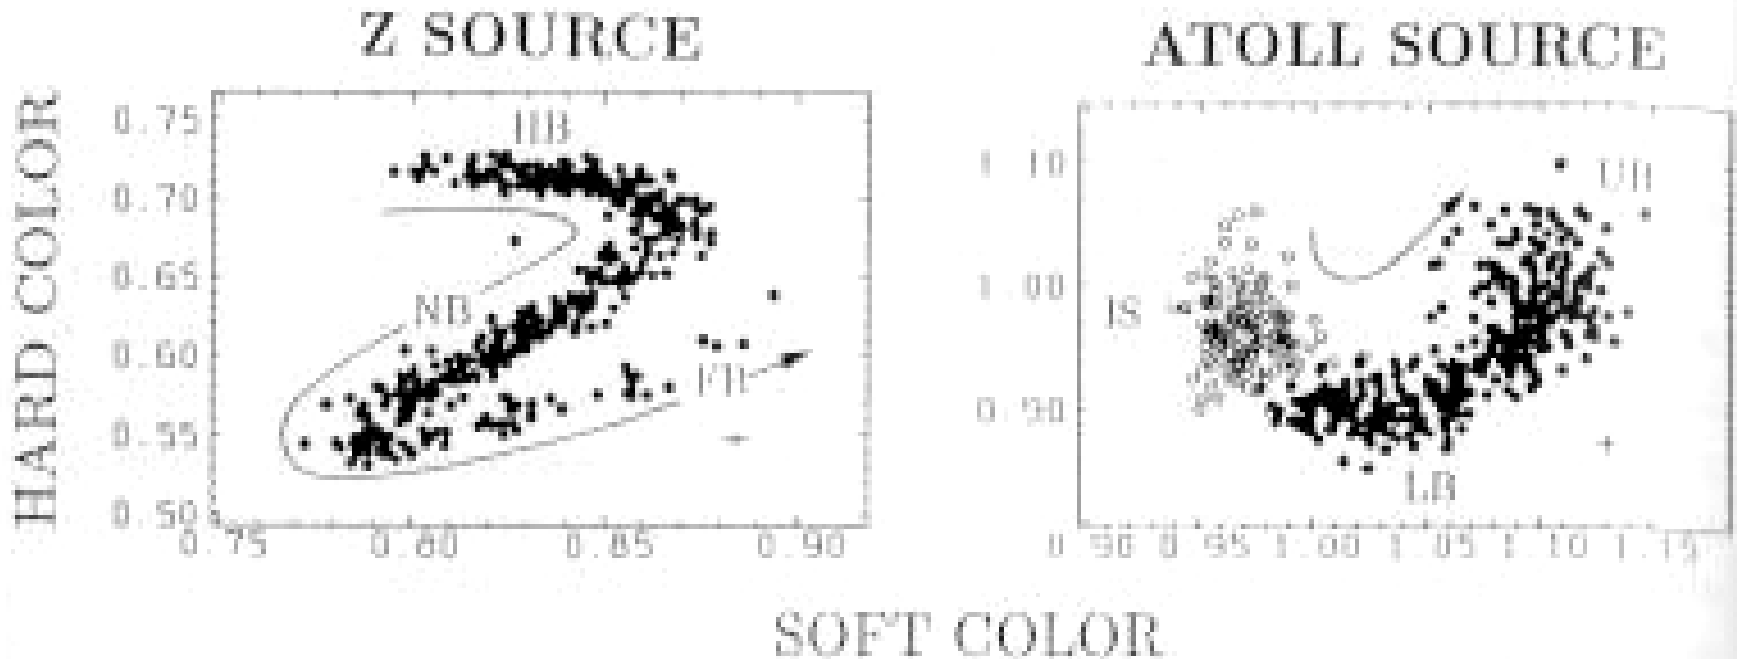 Z SOURCE
ATOLL SOURCE
HARD COLOR
0.75
0.70
0.65
0.60
0.55
0.50
HB
NB
FB
0.75 0.80 0.85 0.90
1.10
1.00
0.90
UB
IS
LB
0.90 0.95 1.00 1.05 1.10 1.15
SOFT COLOR